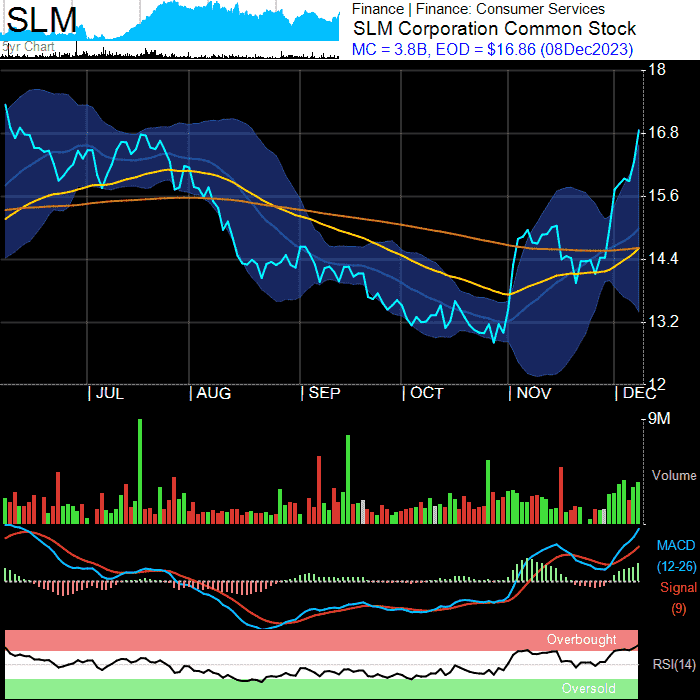 SLM
5yr Chart
Finance | Finance: Consumer Services
SLM Corporation Common Stock
MC = 3.8B, EOD = $16.86 (08Dec2023)
18
16.8
15.6
14.4
13.2
12
| JUL | AUG | SEP | OCT | NOV | DEC
9M
Volume
MACD
(12-26)
Signal
(9)
Overbought
RSI(14)
Oversold